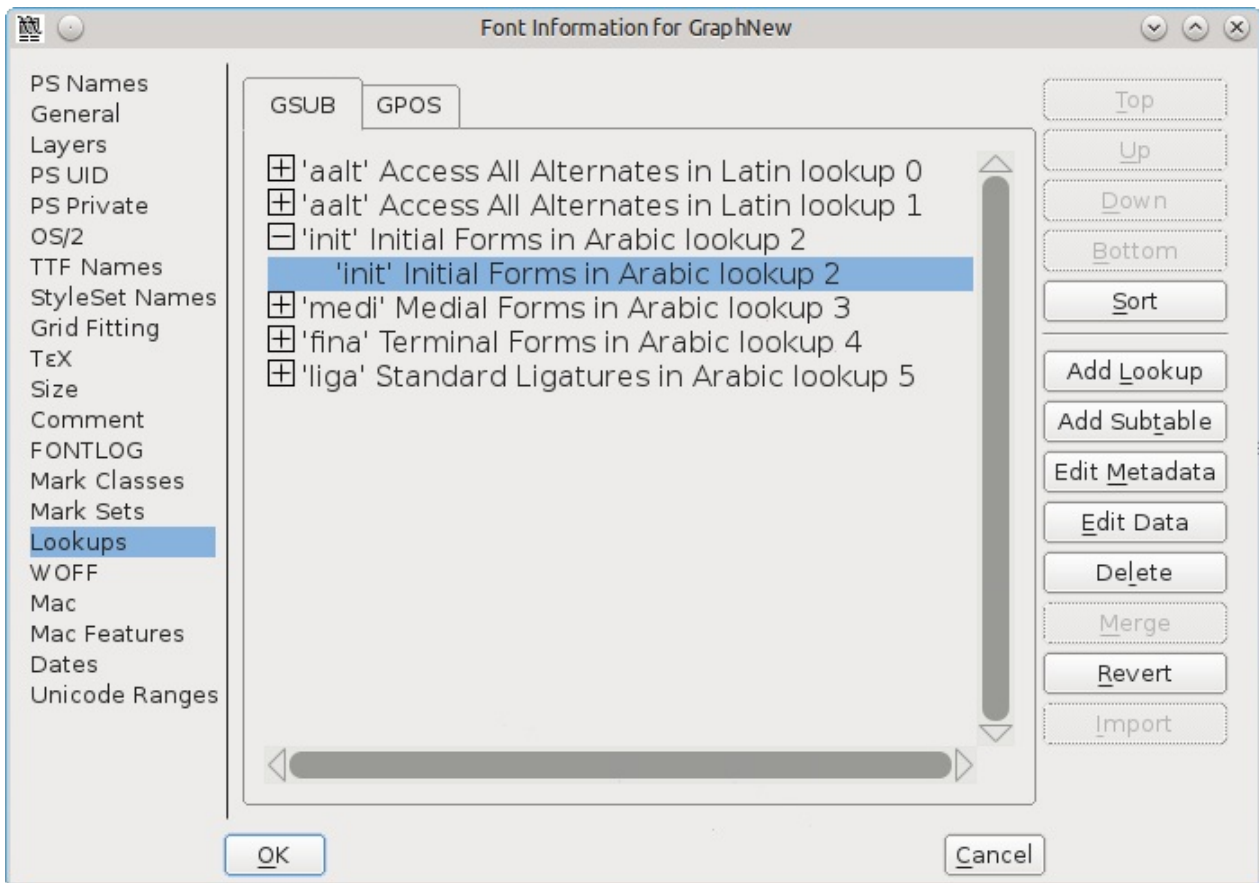 Font Information for GraphNew
PS Names
General
Layers
PS UID
PS Private
OS/2
TTF Names
StyleSet Names
Grid Fitting
ΤεΧ
Size
Comment
FONTLOG
Mark Classes
Mark Sets
Lookups
WOFF
Mac
Mac Features
Dates
Unicode Ranges
GSUB GPOS
'aalt' Access All Alternates in Latin lookup 0
'aalt' Access All Alternates in Latin lookup 1
'init' Initial Forms in Arabic lookup 2
'init' Initial Forms in Arabic lookup 2
'medi' Medial Forms in Arabic lookup 3
'fina' Terminal Forms in Arabic lookup 4
'liga' Standard Ligatures in Arabic lookup 5
Top
Up
Down
Bottom
Sort
Add Lookup
Add Subtable
Edit Metadata
Edit Data
Delete
Merge
Revert
Import
OK Cancel